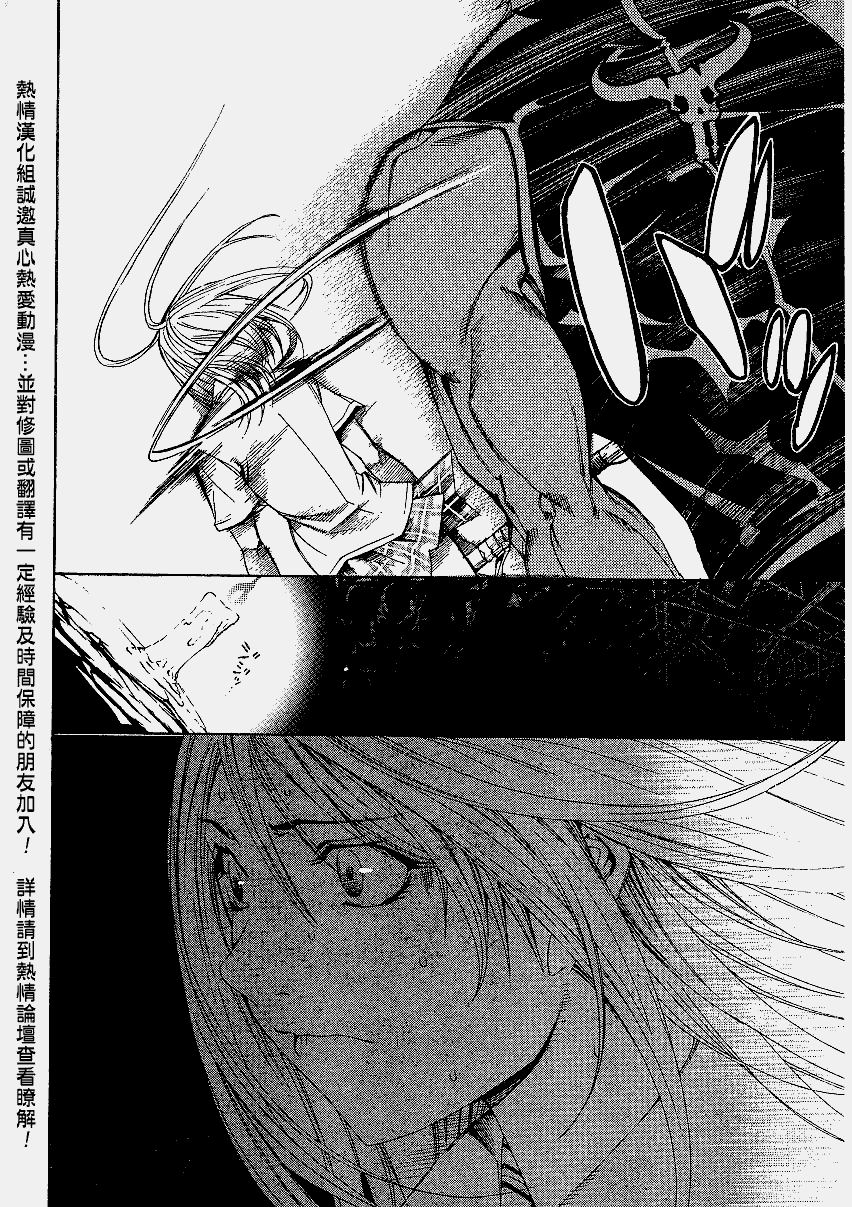 熱情漢化組誠邀真心熱愛動漫…並對修圖或翻譯有一定經驗及時間保障的朋友加入！ 詳情請到熱情論壇查看瞭解！